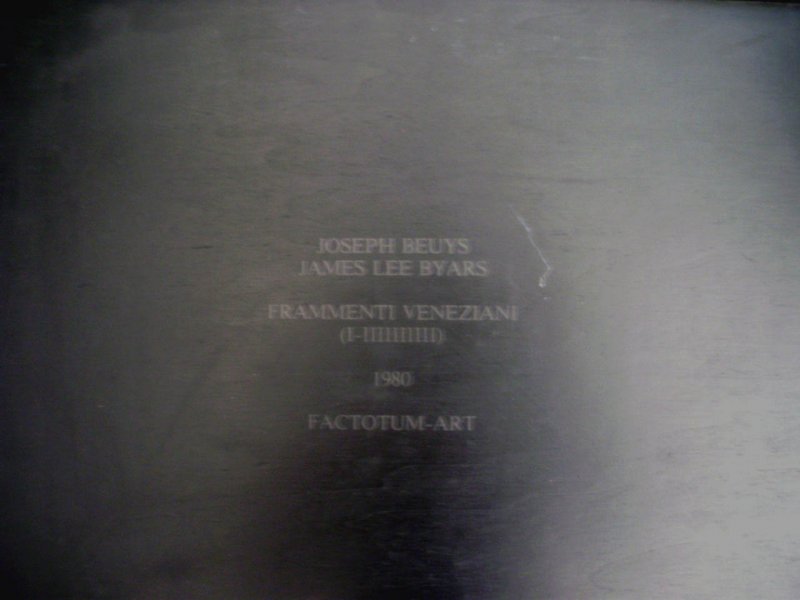 JOSEPH BEUYS
JAMES LEE BYARS
FRAMMENTI VENEZIANI
1980
FACTOTUM-ART